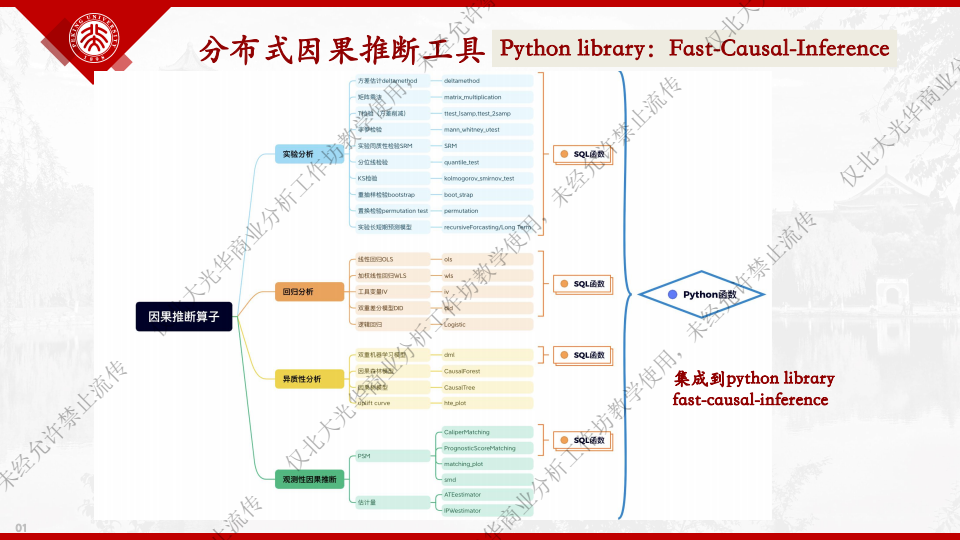 PEKING UNIVERSITY
1898
分布式因果推断工具
Python library：Fast-Causal-Inference
因果推断算子
实验分析
方差估计deltamethod
deltamethod
矩阵乘法
matrix_multiplication
T检验（方差削减）
ttest_1samp,ttest_2samp
mann_whitney_utest
实验同质性检验SRM
SRM
分位线检验
quantile_test
KS检验
kolmogorov_smirnov_test
重抽样检验bootstrap
boot_strap
置换检验permutation test
permutation
实验长短期预测模型
recursiveForcasting/Long Term
SQL函数
回归分析
线性回归OLS
ols
加权线性回归WLS
wls
工具变量IV
iv
双重差分模型DID
did
逻辑回归
Logistic
SQL函数
异质性分析
双重机器学习模型
dml
因果森林模型
CausalForest
因果树模型
CausalTree
uplift curve
hte_plot
SQL函数
观测性因果推断
PSM
CaliperMatching
PrognosticScoreMatching
matching_plot
smd
估计量
ATEestimator
IPWestimator
SQL函数
Python函数
集成到python library
fast-causal-inference
01
仅北大光华商业分析工作坊教学使用，未经允许禁止流传